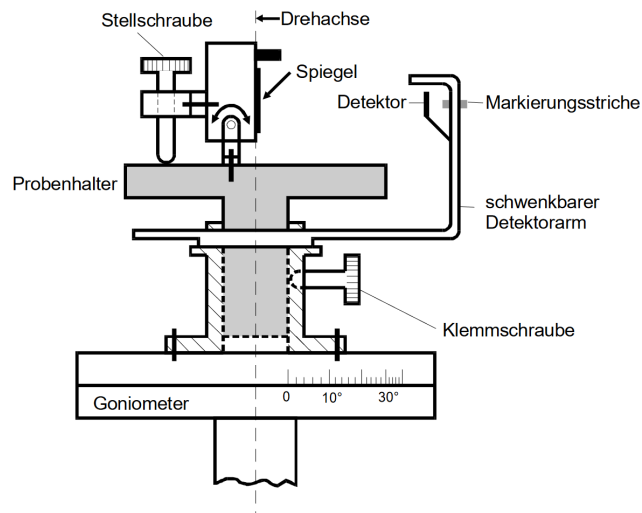 Stellschraube
Drehachse
Spiegel
Detektor
Markierungsstriche
Probenhalter
schwenkbarer
Detektorarm
Klemmschraube
Goniometer
0 10° 30°